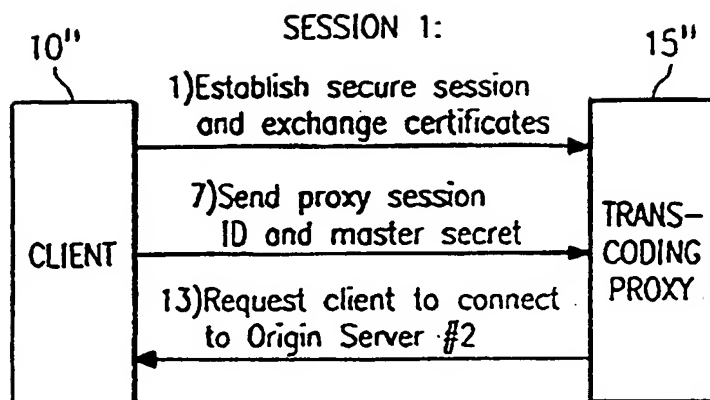 SESSION 1:
10"
15"
1)Establish secure session
and exchange certificates
7)Send proxy session
ID and master secret
CLIENT
TRANS-
CODING
PROXY
13)Request client to connect
to Origin Server #2